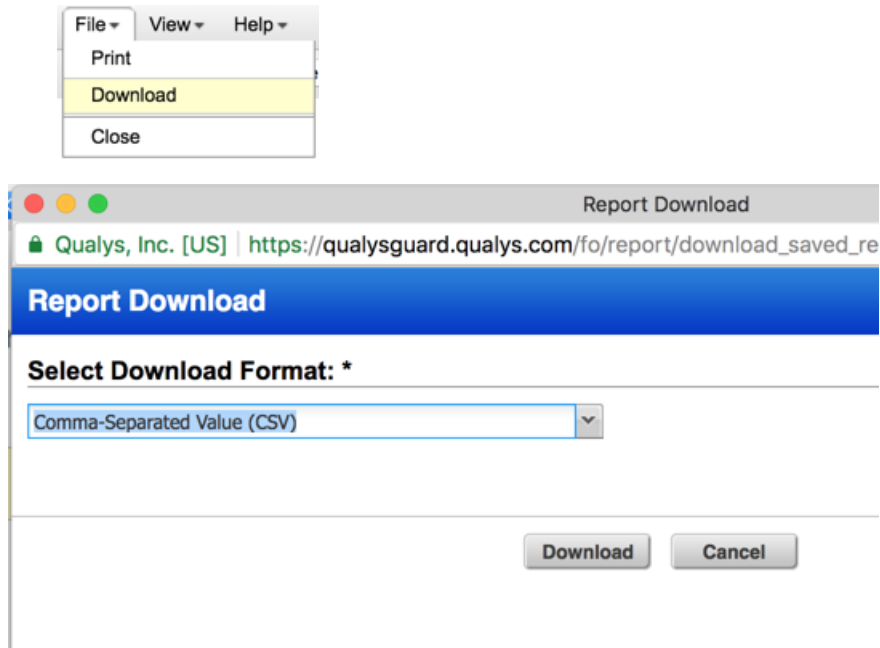 File View Help
Print
Download
Close
Report Download
Qualys, Inc. [US] https://qualysguard.qualys.com/fo/report/download_saved_re
Report Download
Select Download Format: *
Comma-Separated Value (CSV)
Download Cancel